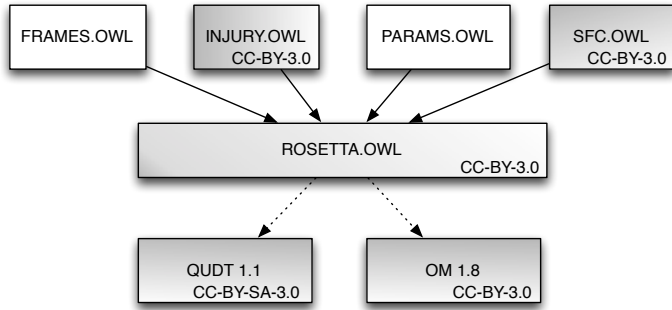 FRAMES.OWL
INJURY.OWL
CC-BY-3.0
PARAMS.OWL
SFC.OWL
CC-BY-3.0
ROSETTA.OWL
CC-BY-3.0
QUDT 1.1
CC-BY-SA-3.0
OM 1.8
CC-BY-3.0